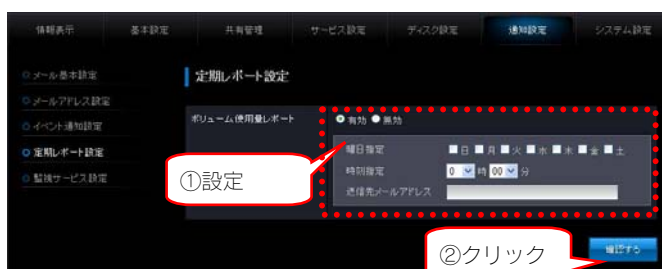 情報表示 基本設定 共有管理 サービス設定 ディスク設定 通知設定 システム設定
メール基本設定
メールアドレス設定
イベント通知設定
定期レポート設定
監視サービス設定
定期レポート設定
ボリューム使用量レポート 有効 無効
曜日指定 日 月 火 水 木 金 土
時刻指定 0 時 00 分
送信先メールアドレス
①設定
②クリック
確認する